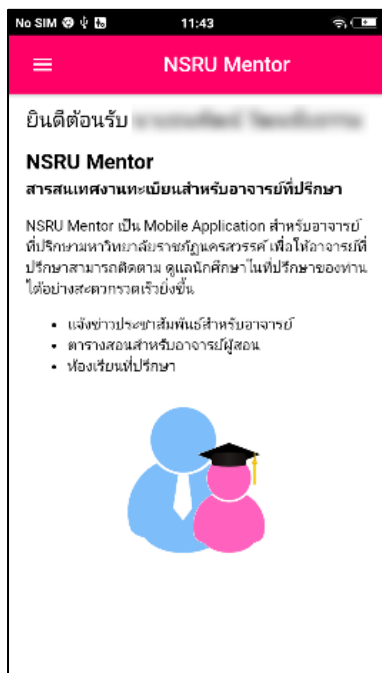 No SIM 11:43
NSRU Mentor
ยินดีต้อนรับ
NSRU Mentor
สารสนเทศงานทะเบียนสำหรับอาจารย์ที่ปรึกษา
NSRU Mentor เป็น Mobile Application สำหรับอาจารย์
ที่ปรึกษามหาวิทยาลัยราชภัฏนครสวรรค์ เพื่อให้อาจารย์ที่
ปรึกษาสามารถติดตาม ดูแลนักศึกษาในที่ปรึกษาของท่าน
ได้อย่างสะดวกรวดเร็วยิ่งขึ้น
• แจ้งข่าวประชาสัมพันธ์สำหรับอาจารย์
• ตารางสอนสำหรับอาจารย์ผู้สอน
• ห้องเรียนที่ปรึกษา